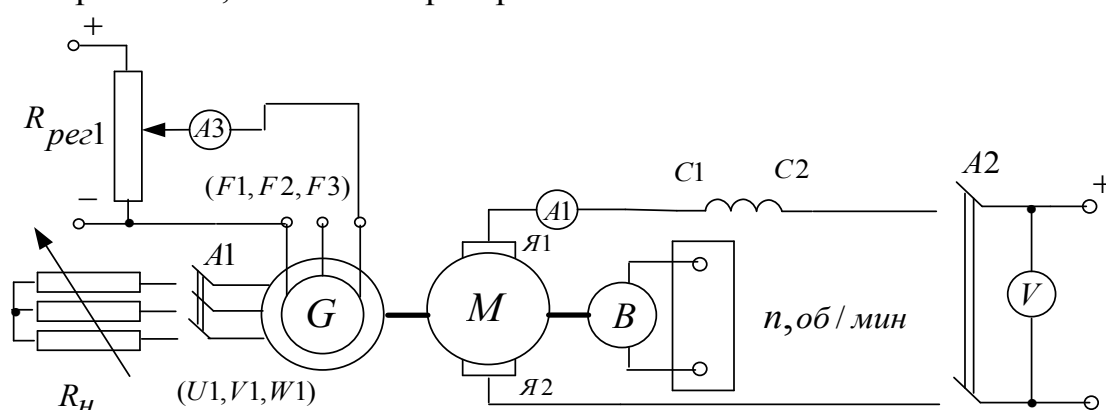 +
R рег1
A3
(F1, F2, F3)
−
A1
G
(U1, V1, W1)
R н
C1 C2
A1
Я1
M
Я2
B
n, об / мин
A2
+
V
−